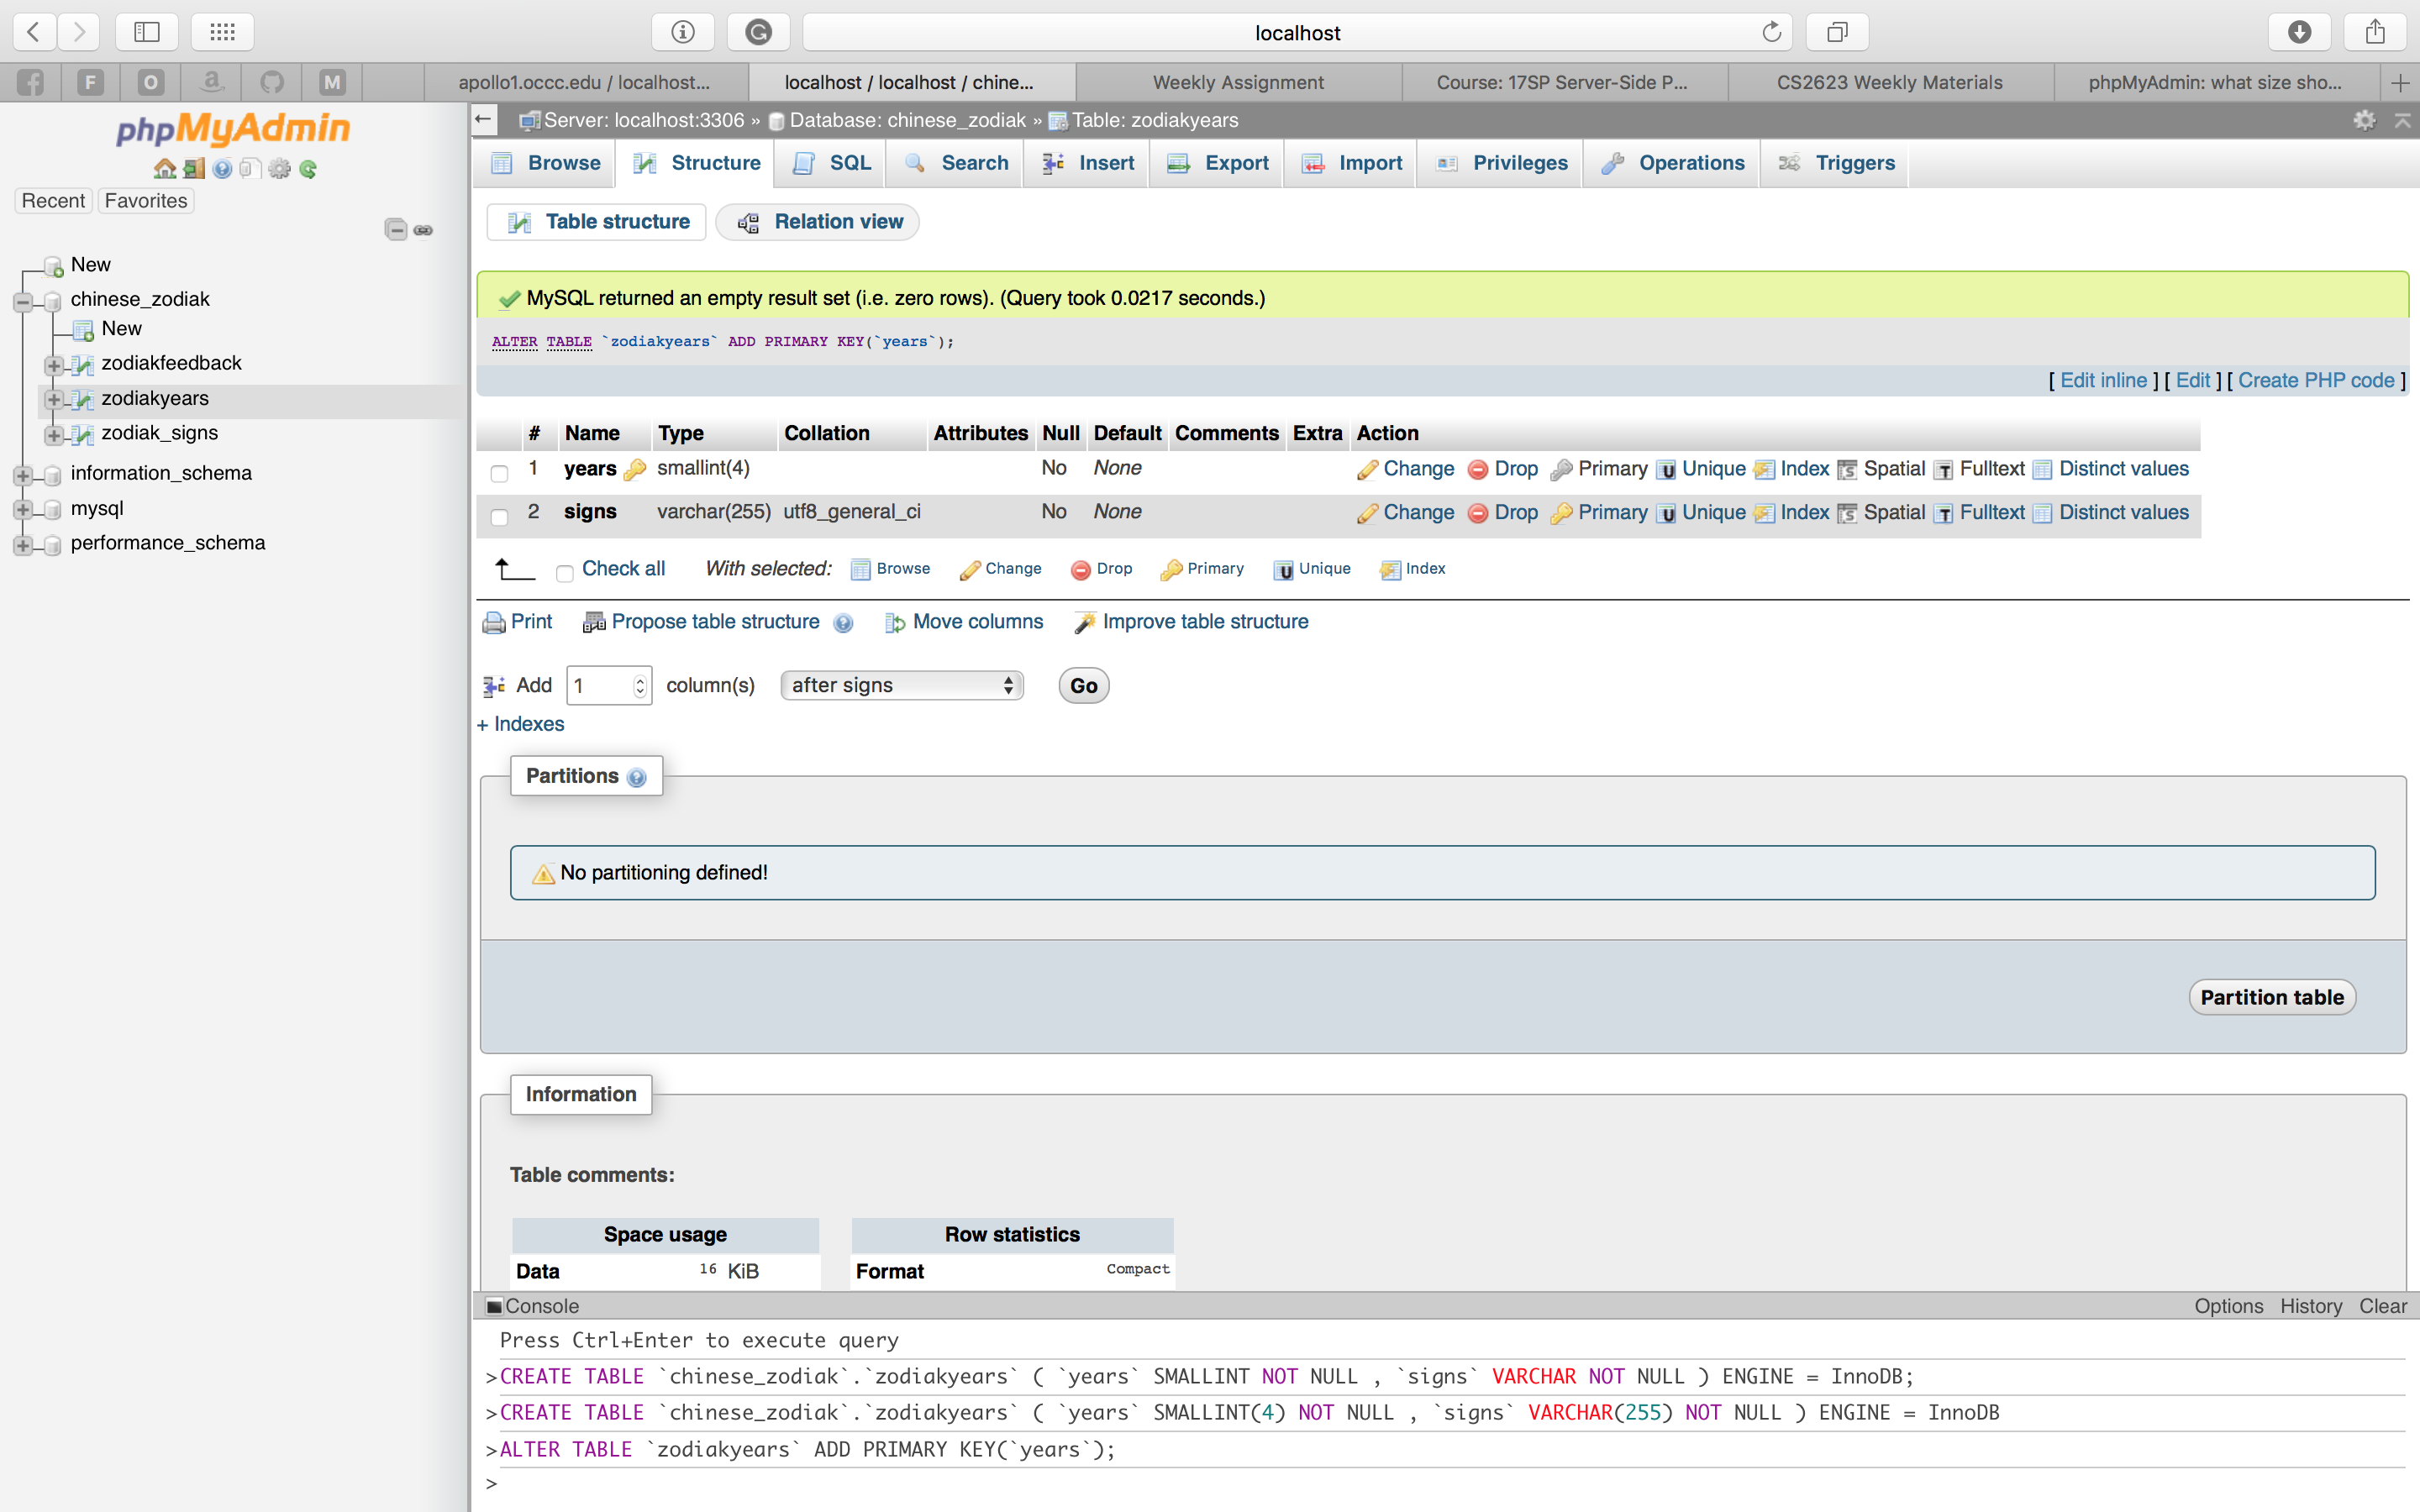 localhost
F O a M apollo1.occc.edu / localhost... localhost / localhost / chine... Weekly Assignment Course: 17SP Server-Side P... CS2623 Weekly Materials phpMyAdmin: what size sho... +
phpMyAdmin
Recent Favorites
New
chinese_zodiak
New
zodiakfeedback
zodiakyears
zodiak_signs
information_schema
mysql
performance_schema
Server: localhost:3306 » Database: chinese_zodiak » Table: zodiakyears
Browse Structure SQL Search Insert Export Import Privileges Operations Triggers
Table structure Relation view
MySQL returned an empty result set (i.e. zero rows). (Query took 0.0217 seconds.)
ALTER TABLE `zodiakyears` ADD PRIMARY KEY(`years`);
[ Edit inline ] [ Edit ] [ Create PHP code ]
# Name Type Collation Attributes Null Default Comments Extra Action
1 years smallint(4) No None Change Drop Primary Unique Index Spatial Fulltext Distinct values
2 signs varchar(255) utf8_general_ci No None Change Drop Primary Unique Index Spatial Fulltext Distinct values
Check all With selected: Browse Change Drop Primary Unique Index
Print Propose table structure Move columns Improve table structure
Add 1 column(s) after signs Go
+ Indexes
Partitions
No partitioning defined!
Partition table
Information
Table comments:
Space usage Row statistics
Data 16 KiB Format Compact
Console Options History Clear
Press Ctrl+Enter to execute query
>CREATE TABLE `chinese_zodiak`.`zodiakyears` ( `years` SMALLINT NOT NULL , `signs` VARCHAR NOT NULL ) ENGINE = InnoDB;
>CREATE TABLE `chinese_zodiak`.`zodiakyears` ( `years` SMALLINT(4) NOT NULL , `signs` VARCHAR(255) NOT NULL ) ENGINE = InnoDB
>ALTER TABLE `zodiakyears` ADD PRIMARY KEY(`years`);
>